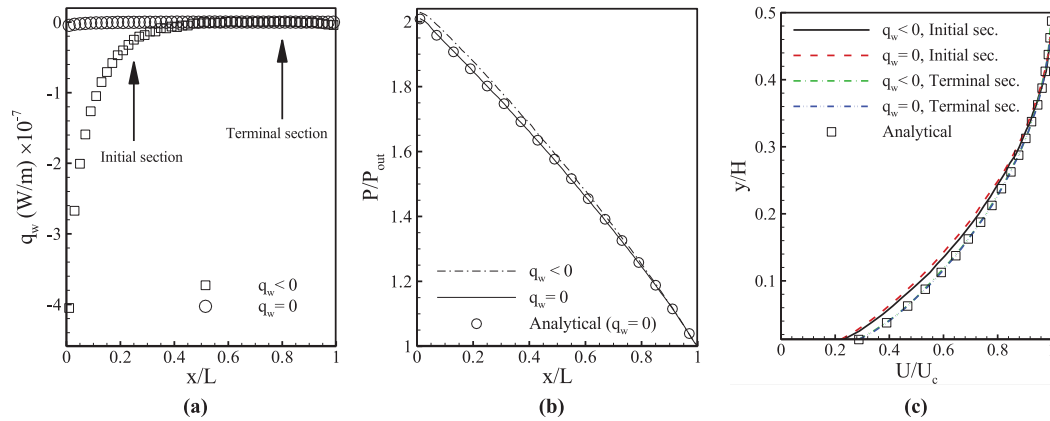 0
-1
-2
-3
-4
q_w (W/m) ×10^-7
Initial section
Terminal section
q_w < 0
q_w = 0
0 0.2 0.4 0.6 0.8 1
x/L
(a)
2.2
2
1.8
1.6
1.4
1.2
1
P/P_out
q_w < 0
q_w = 0
Analytical (q_w = 0)
0 0.2 0.4 0.6 0.8 1
x/L
(b)
0.5
0.4
0.3
0.2
0.1
y/H
q_w < 0, Initial sec.
q_w = 0, Initial sec.
q_w < 0, Terminal sec.
q_w = 0, Terminal sec.
Analytical
0 0.2 0.4 0.6 0.8 1
U/U_c
(c)